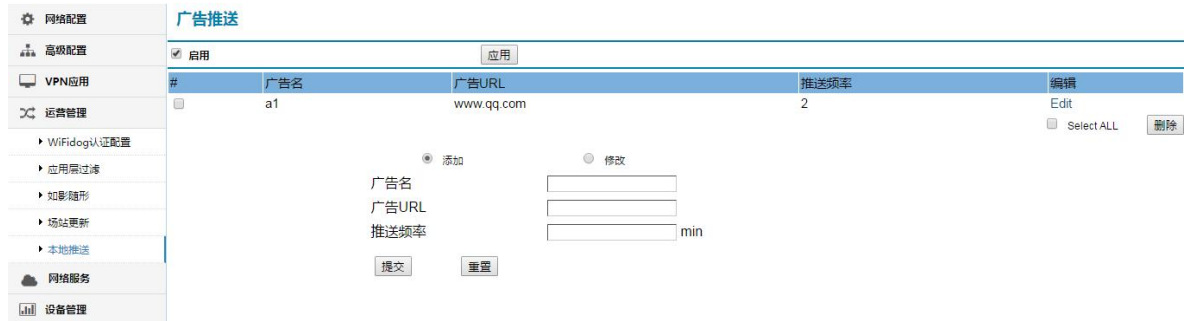 网络配置
高级配置
VPN应用
运营管理
WiFidog认证配置
应用层过滤
如影随形
场站更新
本地推送
网络服务
设备管理
广告推送
启用 应用
# 广告名 广告URL 推送频率 编辑
a1 www.qq.com 2 Edit
Select ALL 删除
添加 修改
广告名
广告URL
推送频率 min
提交 重置